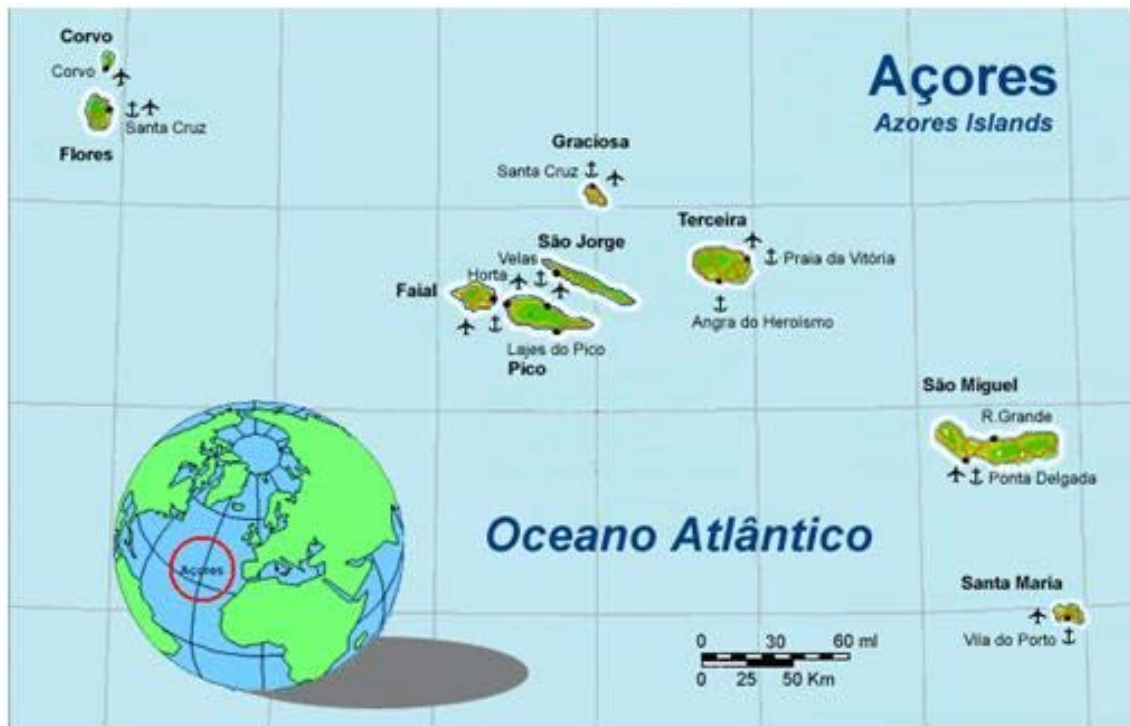 Corvo
Corvo
Santa Cruz
Flores
Açores
Azores Islands
Graciosa
Santa Cruz
Terceira
Praia da Vitória
Angra do Heroísmo
São Jorge
Velas
Horta
Faial
Lajes do Pico
Pico
São Miguel
R.Grande
Ponta Delgada
Oceano Atlântico
Açores
Santa Maria
Vila do Porto
0 30 60 ml
0 25 50 Km